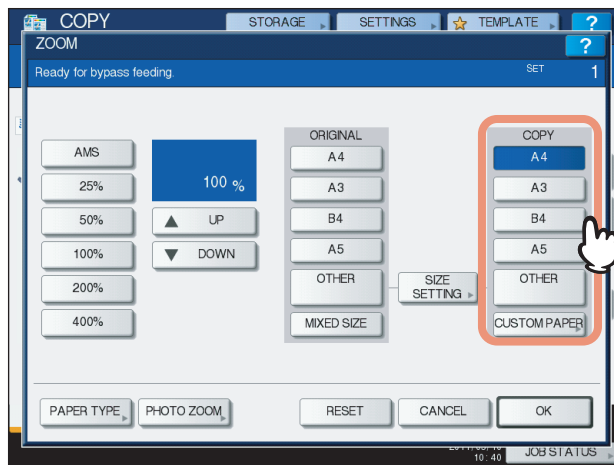 COPY
STORAGE
SETTINGS
TEMPLATE
?
ZOOM
?
Ready for bypass feeding.
SET
1
AMS
25%
50%
100%
200%
400%
100 %
UP
DOWN
ORIGINAL
A4
A3
B4
A5
OTHER
MIXED SIZE
SIZE
SETTING
COPY
A4
A3
B4
A5
OTHER
CUSTOM PAPER
PAPER TYPE
PHOTO ZOOM
RESET
CANCEL
OK
10:40
JOB STATUS